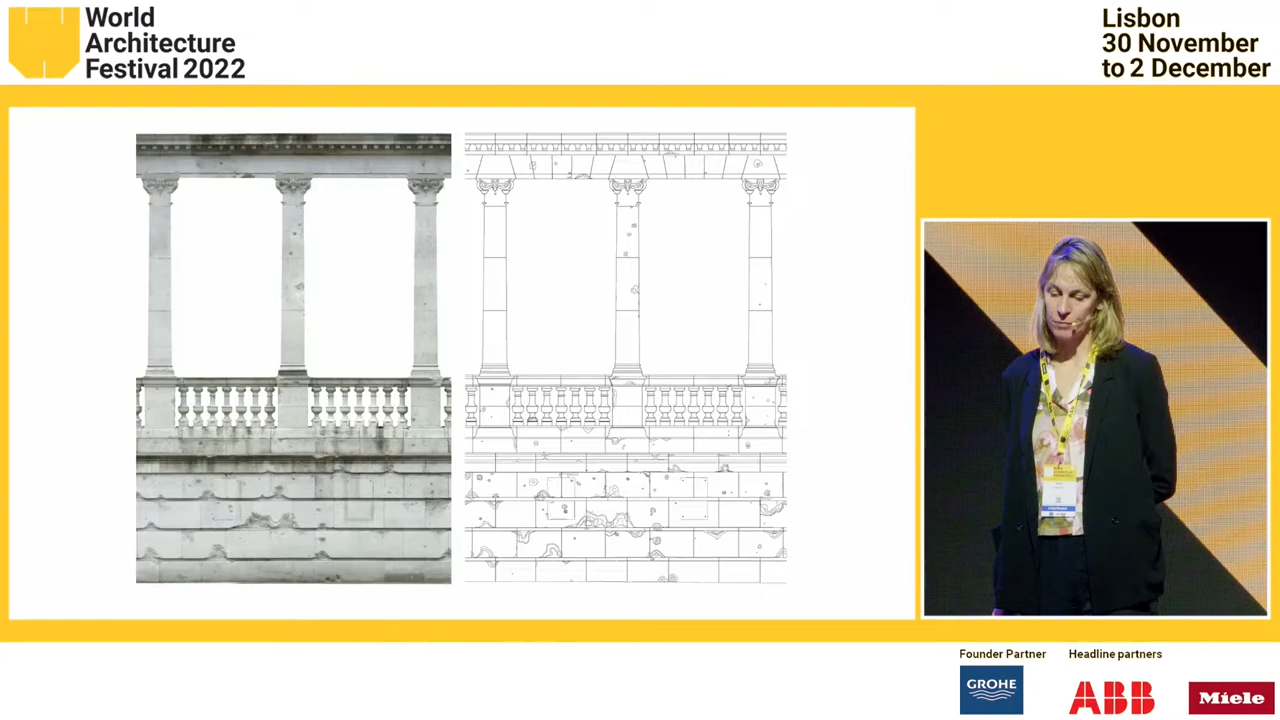 World
Architecture
Festival 2022
Lisbon
30 November
to 2 December
Founder Partner
Headline partners
GROHE
ABB
Miele